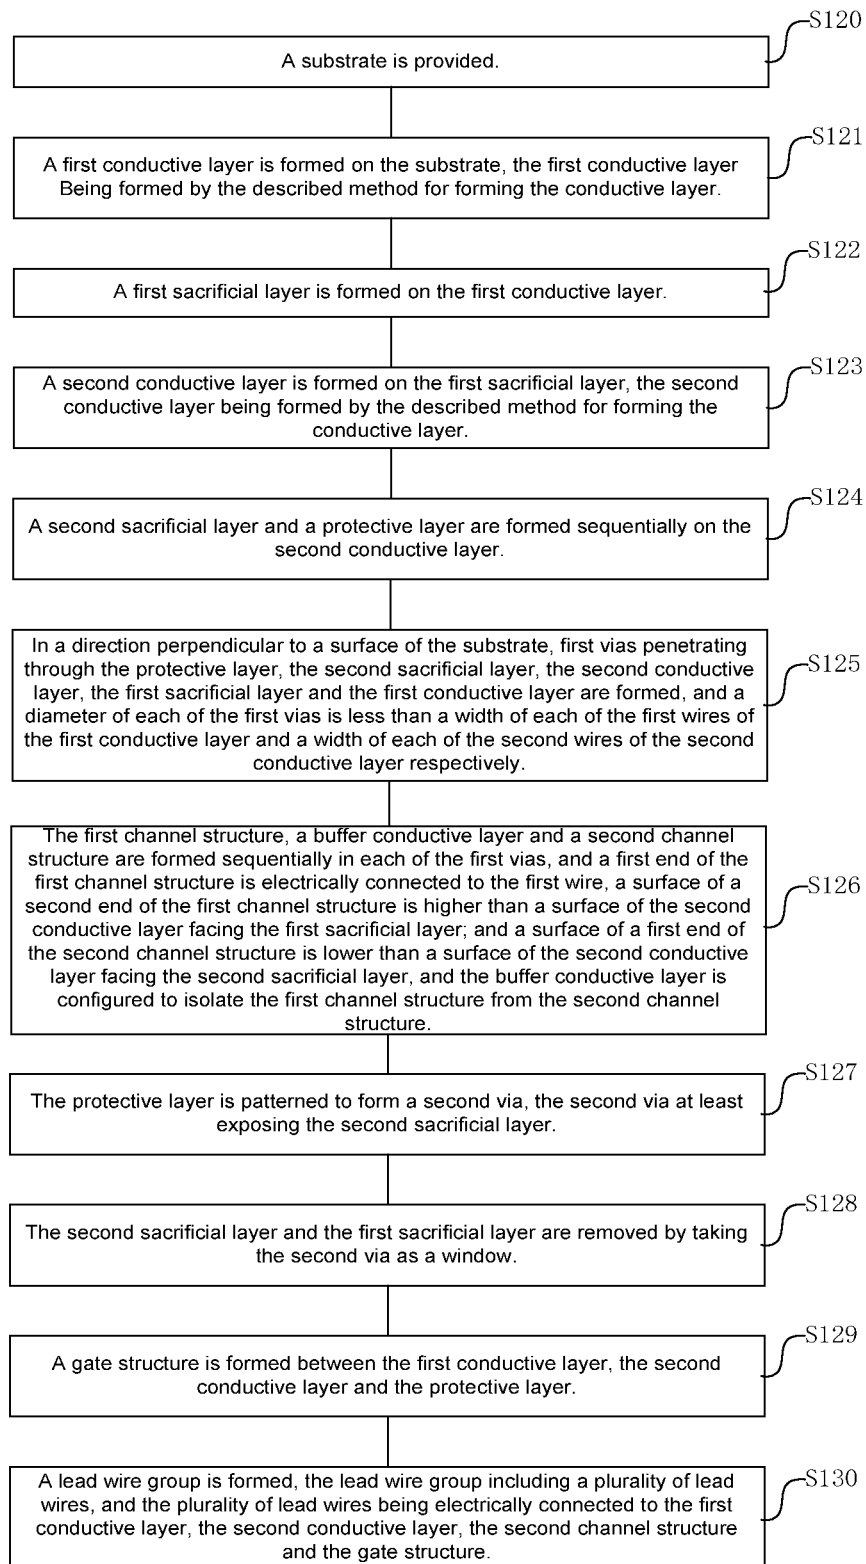 S120
A substrate is provided.
S121
A first conductive layer is formed on the substrate, the first conductive layer
Being formed by the described method for forming the conductive layer.
S122
A first sacrificial layer is formed on the first conductive layer.
S123
A second conductive layer is formed on the first sacrificial layer, the second
conductive layer being formed by the described method for forming the
conductive layer.
S124
A second sacrificial layer and a protective layer are formed sequentially on the
second conductive layer.
S125
In a direction perpendicular to a surface of the substrate, first vias penetrating
through the protective layer, the second sacrificial layer, the second conductive
layer, the first sacrificial layer and the first conductive layer are formed, and a
diameter of each of the first vias is less than a width of each of the first wires of
the first conductive layer and a width of each of the second wires of the second
conductive layer respectively.
S126
The first channel structure, a buffer conductive layer and a second channel
structure are formed sequentially in each of the first vias, and a first end of the
first channel structure is electrically connected to the first wire, a surface of a
second end of the first channel structure is higher than a surface of the second
conductive layer facing the first sacrificial layer; and a surface of a first end of
the second channel structure is lower than a surface of the second conductive
layer facing the second sacrificial layer, and the buffer conductive layer is
configured to isolate the first channel structure from the second channel
structure.
S127
The protective layer is patterned to form a second via, the second via at least
exposing the second sacrificial layer.
S128
The second sacrificial layer and the first sacrificial layer are removed by taking
the second via as a window.
S129
A gate structure is formed between the first conductive layer, the second
conductive layer and the protective layer.
S130
A lead wire group is formed, the lead wire group including a plurality of lead
wires, and the plurality of lead wires being electrically connected to the first
conductive layer, the second conductive layer, the second channel structure
and the gate structure.